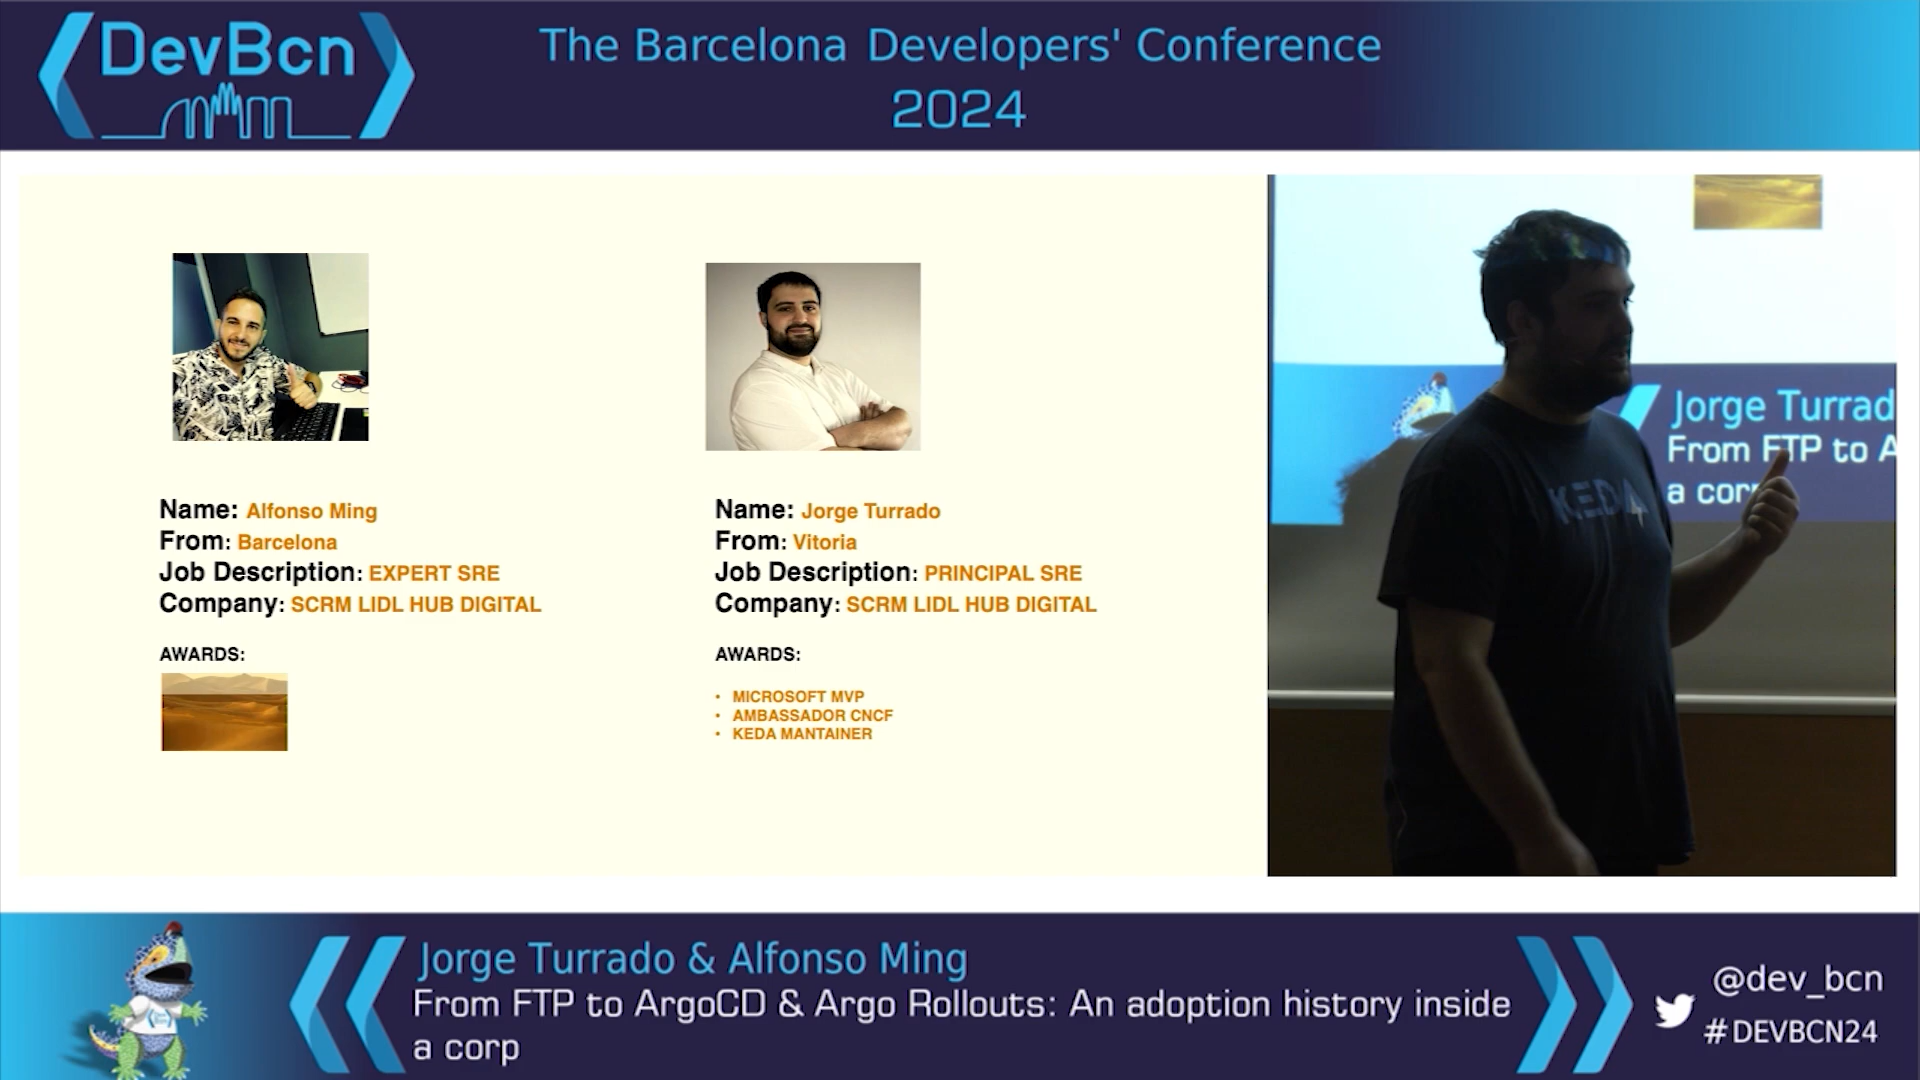 DevBcn
The Barcelona Developers' Conference
2024
Name: Alfonso Ming
From: Barcelona
Job Description: EXPERT SRE
Company: SCRM LIDL HUB DIGITAL
AWARDS:
Name: Jorge Turrado
From: Vitoria
Job Description: PRINCIPAL SRE
Company: SCRM LIDL HUB DIGITAL
AWARDS:
• MICROSOFT MVP
• AMBASSADOR CNCF
• KEDA MANTAINER
Jorge Turrad
From FTP to A
a cor
KEDA
Jorge Turrado & Alfonso Ming
From FTP to ArgoCD & Argo Rollouts: An adoption history inside
a corp
@dev_bcn
#DEVBCN24